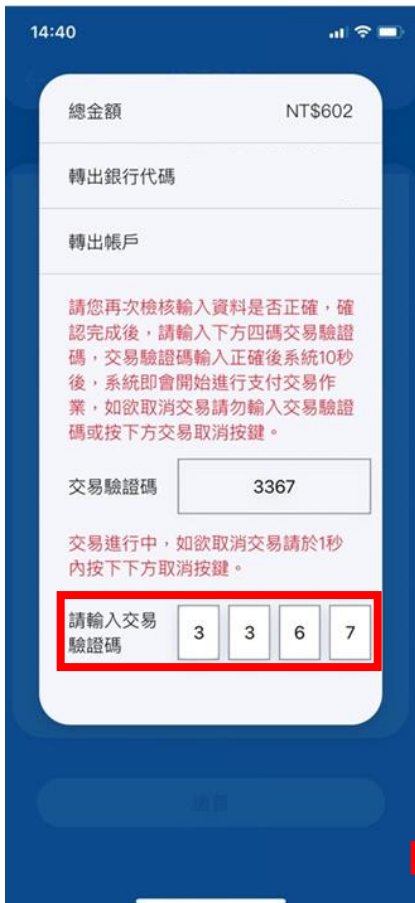 14:40
總金額 NT$602
轉出銀行代碼
轉出帳戶
請您再次檢核輸入資料是否正確，確
認完成後，請輸入下方四碼交易驗證
碼，交易驗證碼輸入正確後系統10秒
後，系統即會開始進行支付交易作
業，如欲取消交易請勿輸入交易驗證
碼或按下方交易取消按鍵。
交易驗證碼 3367
交易進行中，如欲取消交易請於1秒
內按下下方取消按鍵。
請輸入交易
驗證碼
3 3 6 7